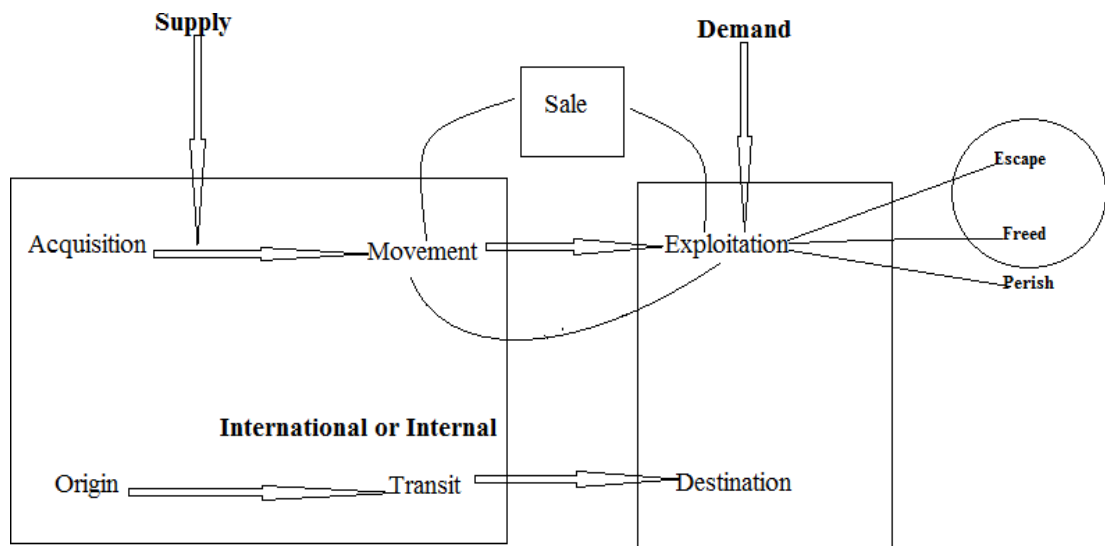 Supply
Demand
Sale
Escape
Acquisition
Movement
Exploitation
Freed
Perish
International or Internal
Origin
Transit
Destination